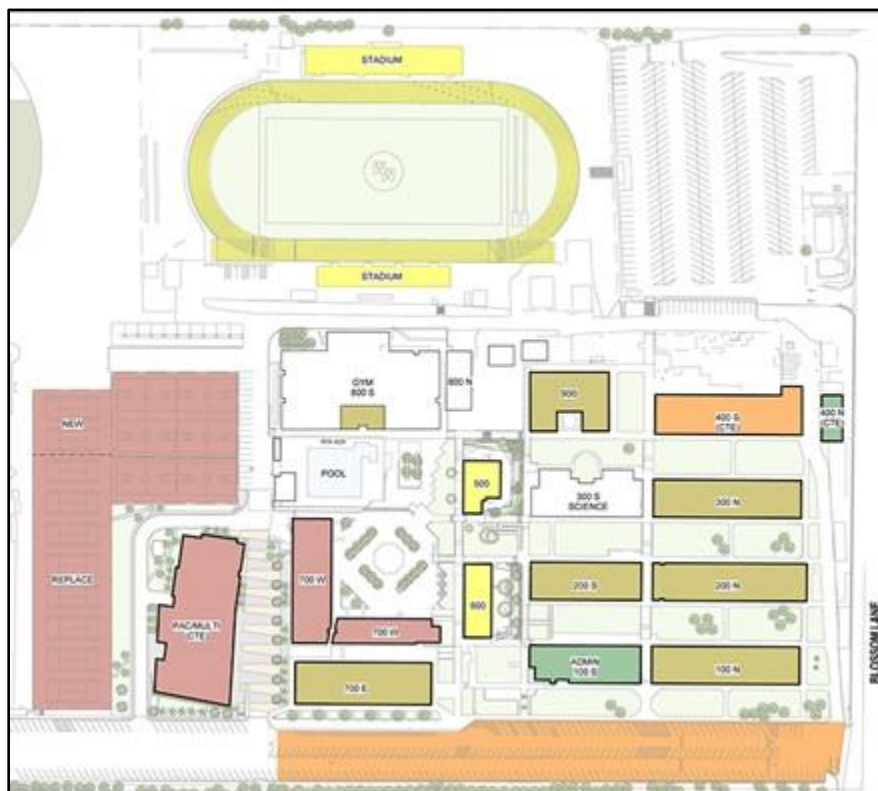 STADIUM
STADIUM
GYM
800 S
800 N
900
400 S
(CTE)
400 N
(CTE)
NEW
POOL
500
300 S
SCIENCE
300 N
REPLACE
PAC/MULTI
(CTE)
700 W
700 W
600
200 S
200 N
700 E
ADMIN
100 S
100 N
BLOSSOM LANE